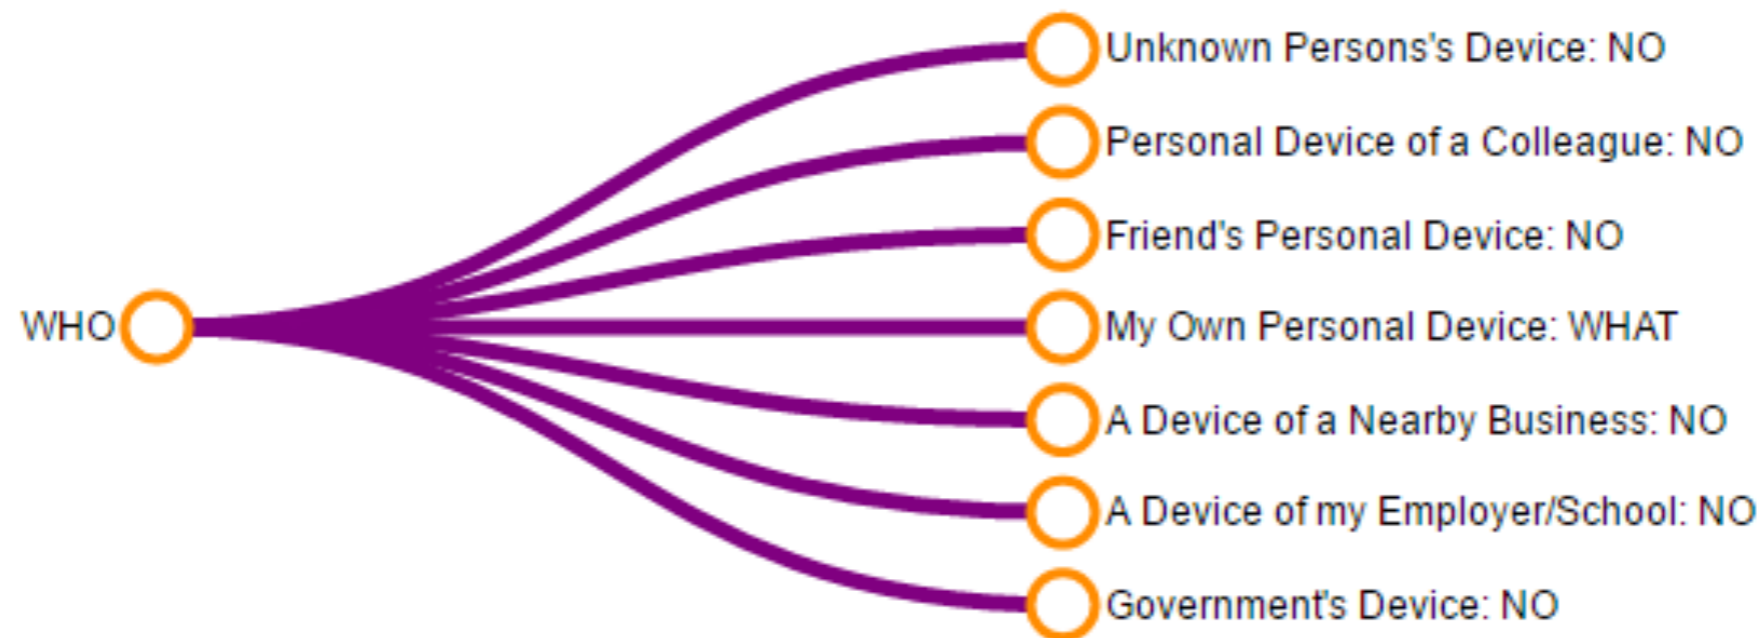 WHO
Unknown Persons's Device: NO
Personal Device of a Colleague: NO
Friend's Personal Device: NO
My Own Personal Device: WHAT
A Device of a Nearby Business: NO
A Device of my Employer/School: NO
Government's Device: NO